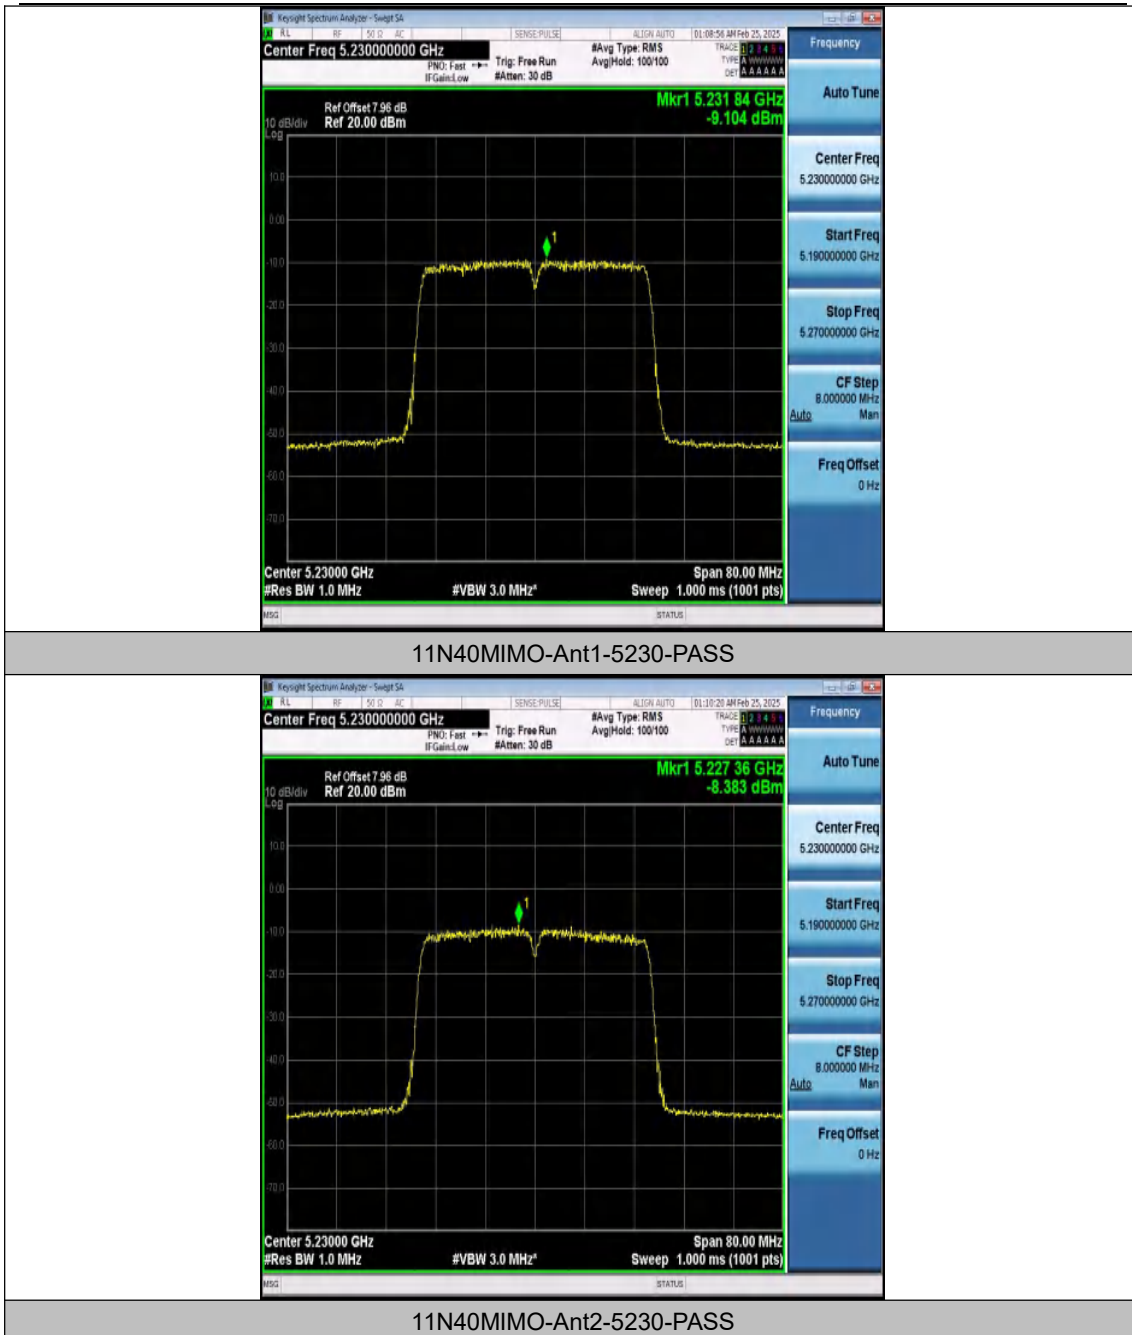 Keysight Spectrum Analyzer - Swept SA
RL RF 50 Ω AC SENSE:PULSE ALIGN AUTO 01:08:56 AM Feb 25, 2025
Center Freq 5.230000000 GHz
PNO: Fast
IFGain:Low
Trig: Free Run
#Atten: 30 dB
#Avg Type: RMS
Avg|Hold: 100/100
TRACE 1 2 3 4 5 6
TYPE A WWWWW
DET A A A A A A
Frequency
Mkr1 5.231 84 GHz
-9.104 dBm
Ref Offset 7.96 dB
10 dB/div Ref 20.00 dBm
Log
10.0
0.00
-10.0
-20.0
-30.0
-40.0
-50.0
-60.0
-70.0
1
Center 5.23000 GHz Span 80.00 MHz
#Res BW 1.0 MHz #VBW 3.0 MHz* Sweep 1.000 ms (1001 pts)
Auto Tune
Center Freq
5.230000000 GHz
Start Freq
5.190000000 GHz
Stop Freq
5.270000000 GHz
CF Step
8.000000 MHz
Auto Man
Freq Offset
0 Hz
MSG STATUS
11N40MIMO-Ant1-5230-PASS
Keysight Spectrum Analyzer - Swept SA
RL RF 50 Ω AC SENSE:PULSE ALIGN AUTO 01:10:20 AM Feb 25, 2025
Center Freq 5.230000000 GHz
PNO: Fast
IFGain:Low
Trig: Free Run
#Atten: 30 dB
#Avg Type: RMS
Avg|Hold: 100/100
TRACE 1 2 3 4 5 6
TYPE A WWWWW
DET A A A A A A
Frequency
Mkr1 5.227 36 GHz
-8.383 dBm
Ref Offset 7.96 dB
10 dB/div Ref 20.00 dBm
Log
10.0
0.00
-10.0
-20.0
-30.0
-40.0
-50.0
-60.0
-70.0
1
Center 5.23000 GHz Span 80.00 MHz
#Res BW 1.0 MHz #VBW 3.0 MHz* Sweep 1.000 ms (1001 pts)
Auto Tune
Center Freq
5.230000000 GHz
Start Freq
5.190000000 GHz
Stop Freq
5.270000000 GHz
CF Step
8.000000 MHz
Auto Man
Freq Offset
0 Hz
MSG STATUS
11N40MIMO-Ant2-5230-PASS